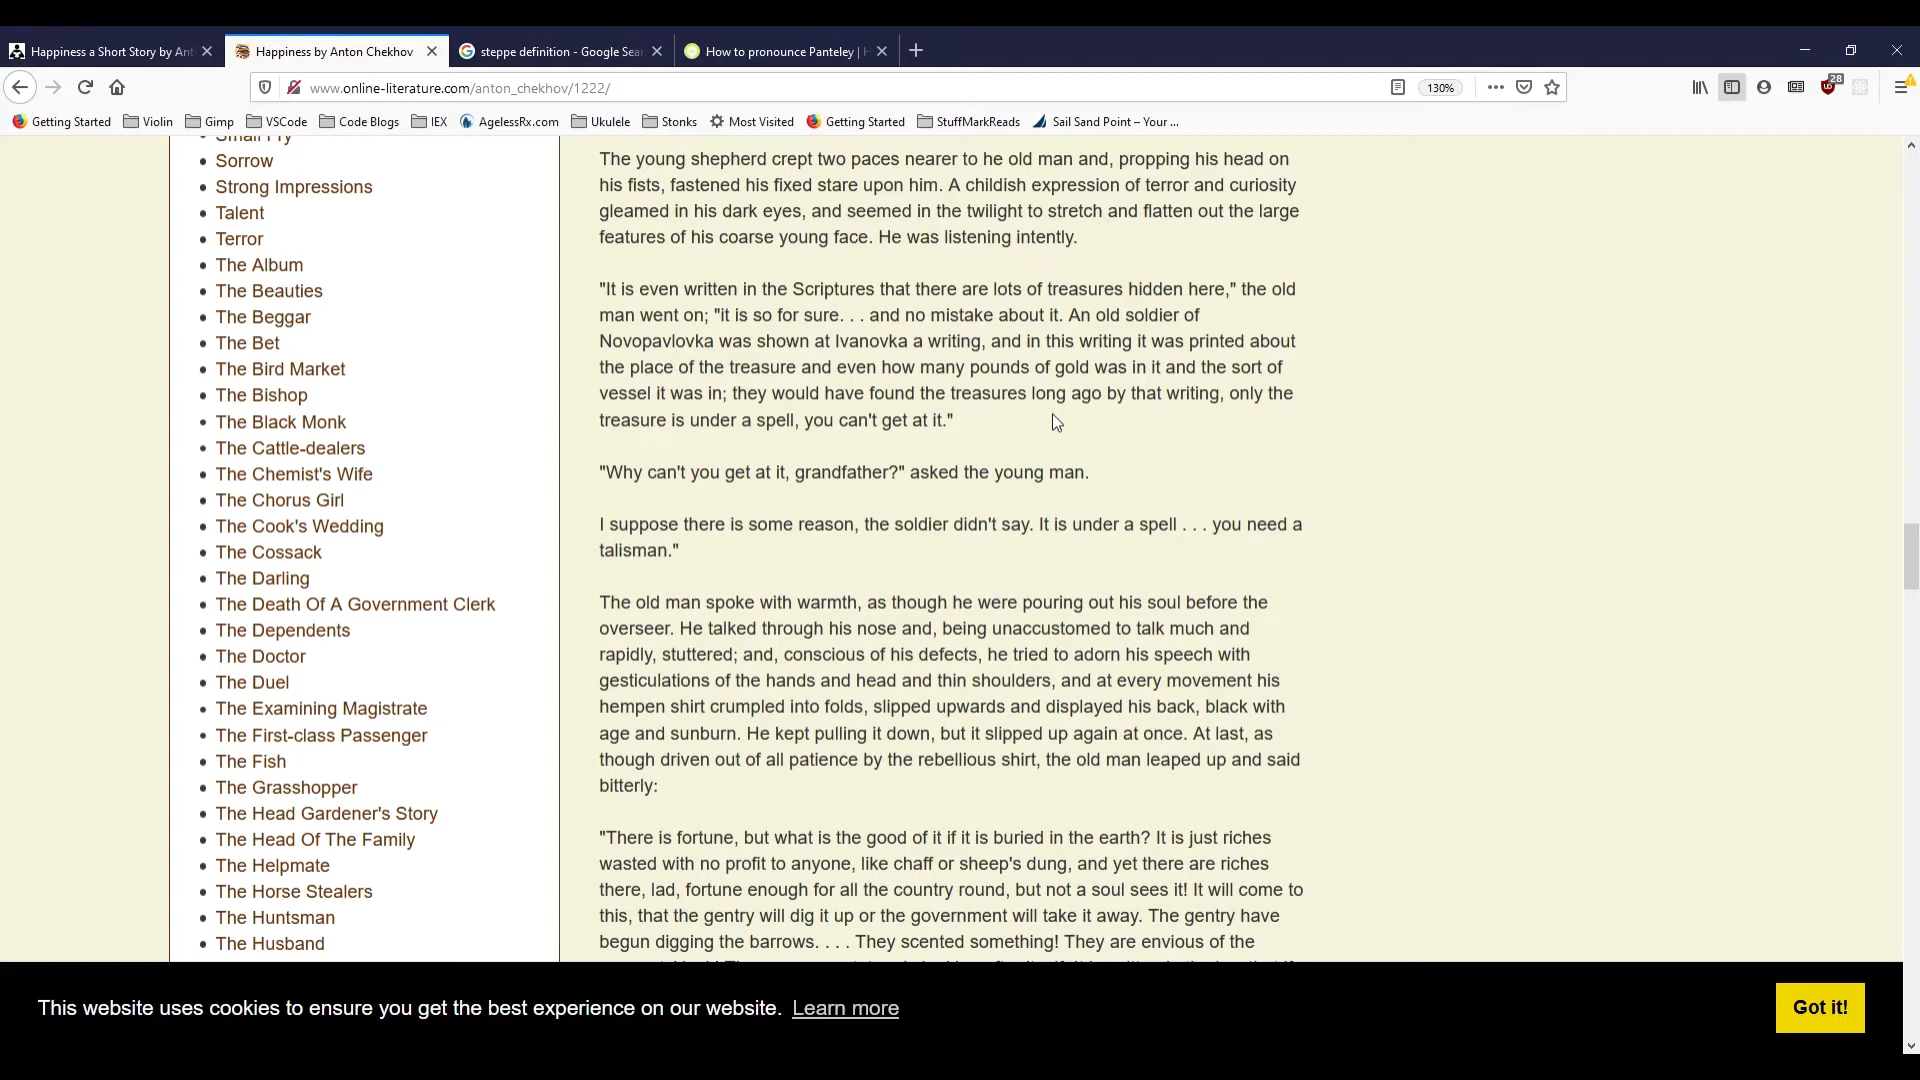 Happiness a Short Story by Ant
Happiness by Anton Chekhov
steppe definition - Google Sear
How to pronounce Panteley | H
www.online-literature.com/anton_chekhov/1222/
130%
28
Getting Started
Violin
Gimp
VSCode
Code Blogs
IEX
AgelessRx.com
Ukulele
Stonks
Most Visited
Getting Started
StuffMarkReads
Sail Sand Point – Your ...
Small Fry
Sorrow
Strong Impressions
Talent
Terror
The Album
The Beauties
The Beggar
The Bet
The Bird Market
The Bishop
The Black Monk
The Cattle-dealers
The Chemist's Wife
The Chorus Girl
The Cook's Wedding
The Cossack
The Darling
The Death Of A Government Clerk
The Dependents
The Doctor
The Duel
The Examining Magistrate
The First-class Passenger
The Fish
The Grasshopper
The Head Gardener's Story
The Head Of The Family
The Helpmate
The Horse Stealers
The Huntsman
The Husband
The young shepherd crept two paces nearer to he old man and, propping his head on
his fists, fastened his fixed stare upon him. A childish expression of terror and curiosity
gleamed in his dark eyes, and seemed in the twilight to stretch and flatten out the large
features of his coarse young face. He was listening intently.
"It is even written in the Scriptures that there are lots of treasures hidden here," the old
man went on; "it is so for sure. . . and no mistake about it. An old soldier of
Novopavlovka was shown at Ivanovka a writing, and in this writing it was printed about
the place of the treasure and even how many pounds of gold was in it and the sort of
vessel it was in; they would have found the treasures long ago by that writing, only the
treasure is under a spell, you can't get at it."
"Why can't you get at it, grandfather?" asked the young man.
I suppose there is some reason, the soldier didn't say. It is under a spell . . . you need a
talisman."
The old man spoke with warmth, as though he were pouring out his soul before the
overseer. He talked through his nose and, being unaccustomed to talk much and
rapidly, stuttered; and, conscious of his defects, he tried to adorn his speech with
gesticulations of the hands and head and thin shoulders, and at every movement his
hempen shirt crumpled into folds, slipped upwards and displayed his back, black with
age and sunburn. He kept pulling it down, but it slipped up again at once. At last, as
though driven out of all patience by the rebellious shirt, the old man leaped up and said
bitterly:
"There is fortune, but what is the good of it if it is buried in the earth? It is just riches
wasted with no profit to anyone, like chaff or sheep's dung, and yet there are riches
there, lad, fortune enough for all the country round, but not a soul sees it! It will come to
this, that the gentry will dig it up or the government will take it away. The gentry have
begun digging the barrows. . . . They scented something! They are envious of the
This website uses cookies to ensure you get the best experience on our website. Learn more
Got it!